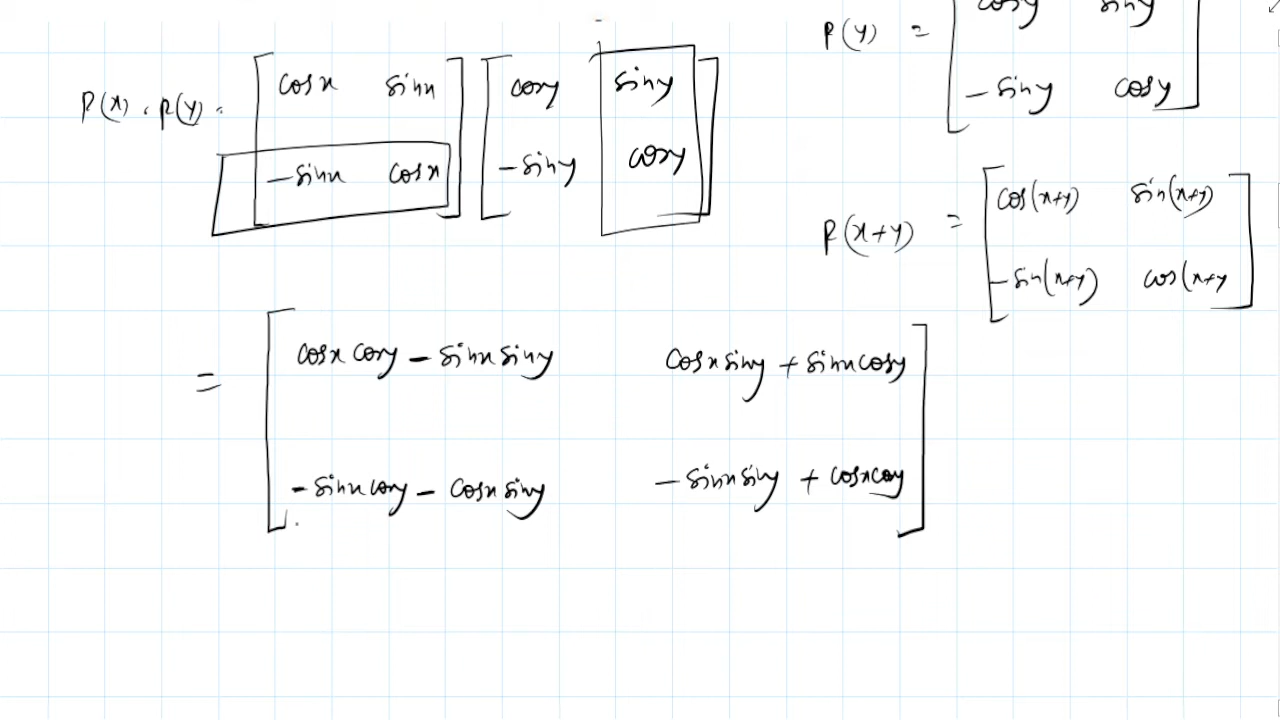 P(x) . P(y) = [ cosx sinx ] [ cosy siny ]
[ -sinx cosx ] [ -siny cosy ]
= [ cosx cosy - sinx siny cosx siny + sinx cosy ]
[ - sinx cosy - cosx siny - sinx siny + cosx cosy ]
P(y) = [ cosy siny ]
[ - siny cosy ]
P(x+y) = [ cos(x+y) sin(x+y) ]
[ -sin(x+y) cos(x+y ]